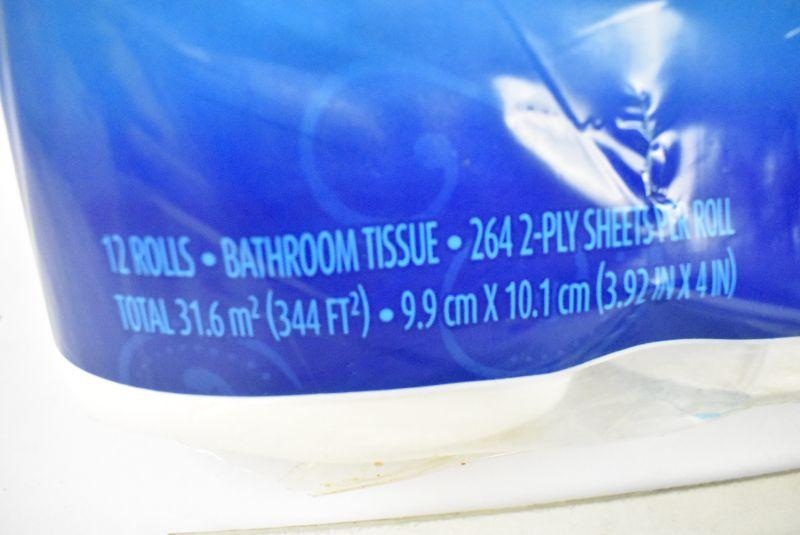 12 ROLLS • BATHROOM TISSUE • 264 2-PLY SHEETS PER ROLL
TOTAL 31.6 m² (344 FT²) • 9.9 cm X 10.1 cm (3.92 IN X 4 IN)